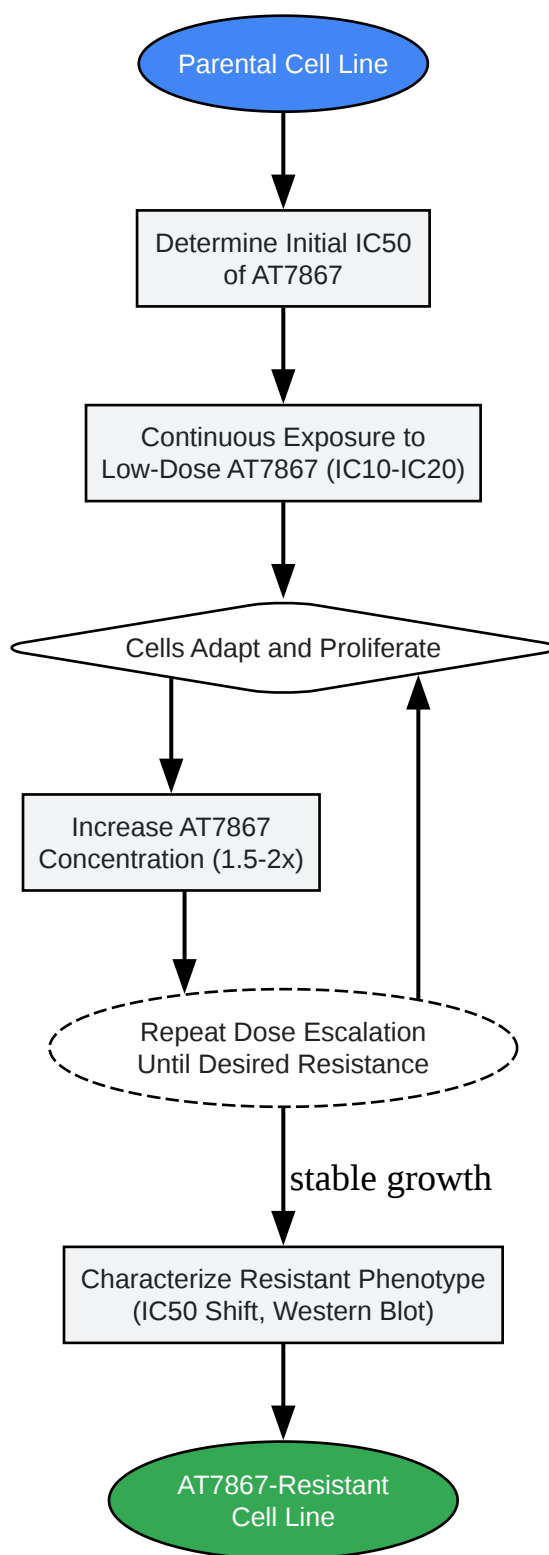 Parental Cell Line
Determine Initial IC50
of AT7867
Continuous Exposure to
Low-Dose AT7867 (IC10-IC20)
Cells Adapt and Proliferate
Increase AT7867
Concentration (1.5-2x)
Repeat Dose Escalation
Until Desired Resistance
stable growth
Characterize Resistant Phenotype
(IC50 Shift, Western Blot)
AT7867-Resistant
Cell Line